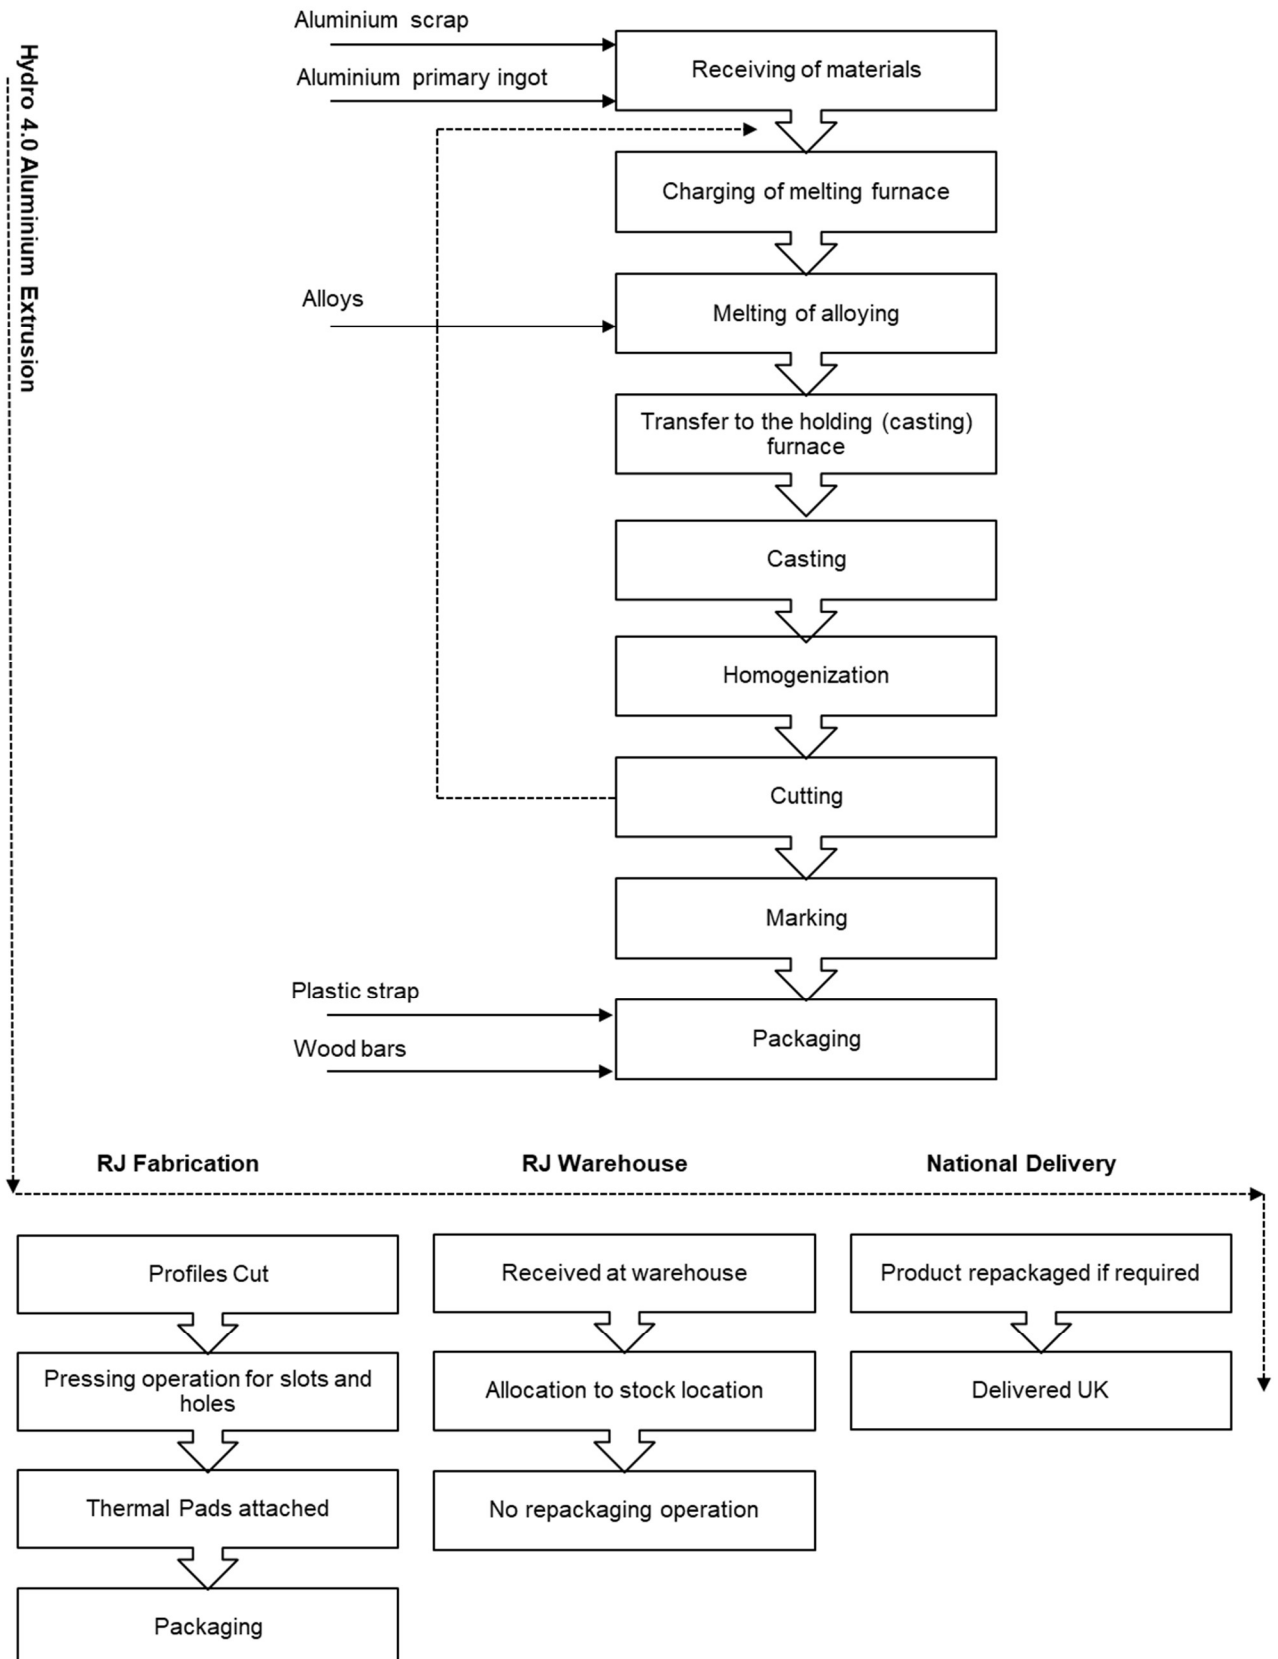 Hydro 4.0 Aluminium Extrusion
Aluminium scrap
Aluminium primary ingot
Receiving of materials
Charging of melting furnace
Alloys
Melting of alloying
Transfer to the holding (casting)
furnace
Casting
Homogenization
Cutting
Marking
Plastic strap
Wood bars
Packaging
RJ Fabrication
RJ Warehouse
National Delivery
Profiles Cut
Pressing operation for slots and
holes
Thermal Pads attached
Packaging
Received at warehouse
Allocation to stock location
No repackaging operation
Product repackaged if required
Delivered UK